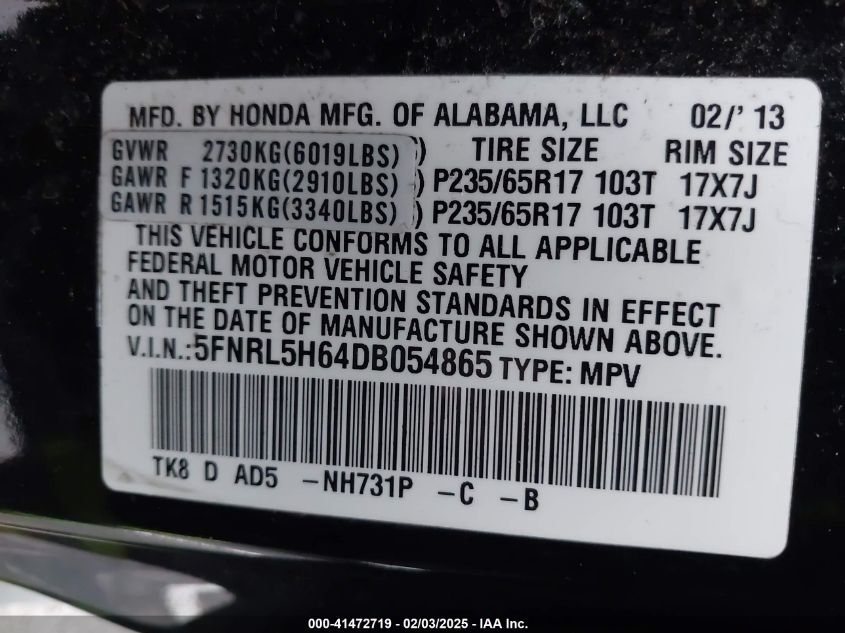 MFD. BY HONDA MFG. OF ALABAMA, LLC 02/'13
GVWR 2730KG(6019LBS) ) TIRE SIZE RIM SIZE
GAWR F 1320KG(2910LBS) ) P235/65R17 103T 17X7J
GAWR R 1515KG(3340LBS) ) P235/65R17 103T 17X7J
THIS VEHICLE CONFORMS TO ALL APPLICABLE
FEDERAL MOTOR VEHICLE SAFETY
AND THEFT PREVENTION STANDARDS IN EFFECT
ON THE DATE OF MANUFACTURE SHOWN ABOVE.
V.I.N.:5FNRL5H64DB054865 TYPE: MPV
TK8 D AD5 -NH731P -C -B
000-41472719 - 02/03/2025 - IAA Inc.